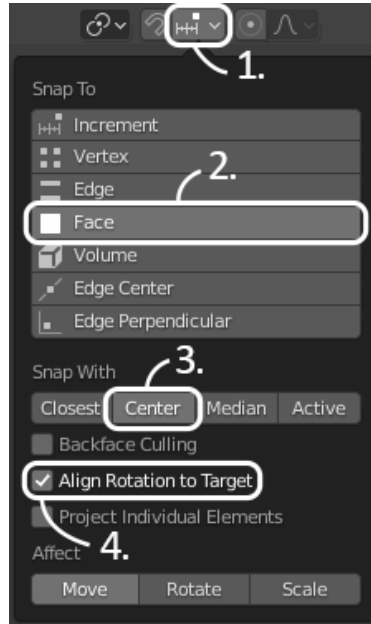 1.
Snap To
Increment
Vertex
2.
Edge
Face
Volume
Edge Center
Edge Perpendicular
Snap With
3.
Closest Center Median Active
Backface Culling
Align Rotation to Target
Project Individual Elements
4.
Affect
Move Rotate Scale